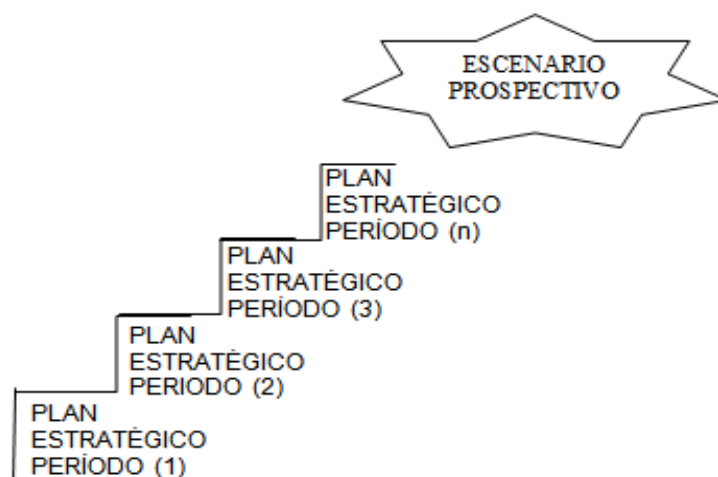 ESCENARIO
PROSPECTIVO
PLAN
ESTRATÉGICO
PERÍODO (n)
PLAN
ESTRATÉGICO
PERÍODO (3)
PLAN
ESTRATÉGICO
PERIODO (2)
PLAN
ESTRATÉGICO
PERÍODO (1)